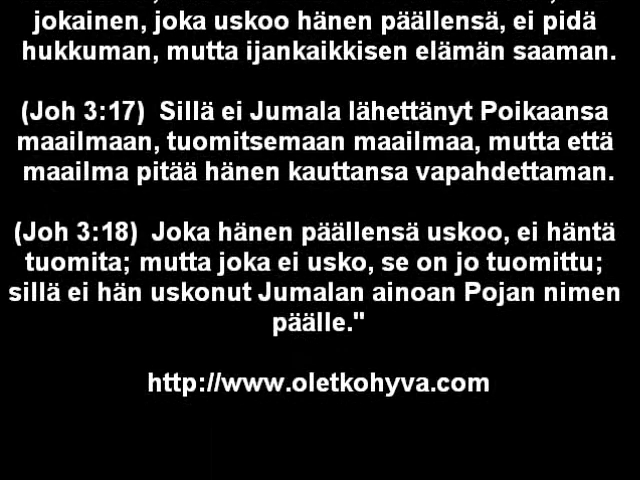 jokainen, joka uskoo hänen päällensä, ei pidä
hukkuman, mutta ijankaikkisen elämän saaman.
(Joh 3:17) Sillä ei Jumala lähettänyt Poikaansa
maailmaan, tuomitsemaan maailmaa, mutta että
maailma pitää hänen kauttansa vapahdettaman.
(Joh 3:18) Joka hänen päällensä uskoo, ei häntä
tuomita; mutta joka ei usko, se on jo tuomittu;
sillä ei hän uskonut Jumalan ainoan Pojan nimen
päälle."
http://www.oletkohyva.com